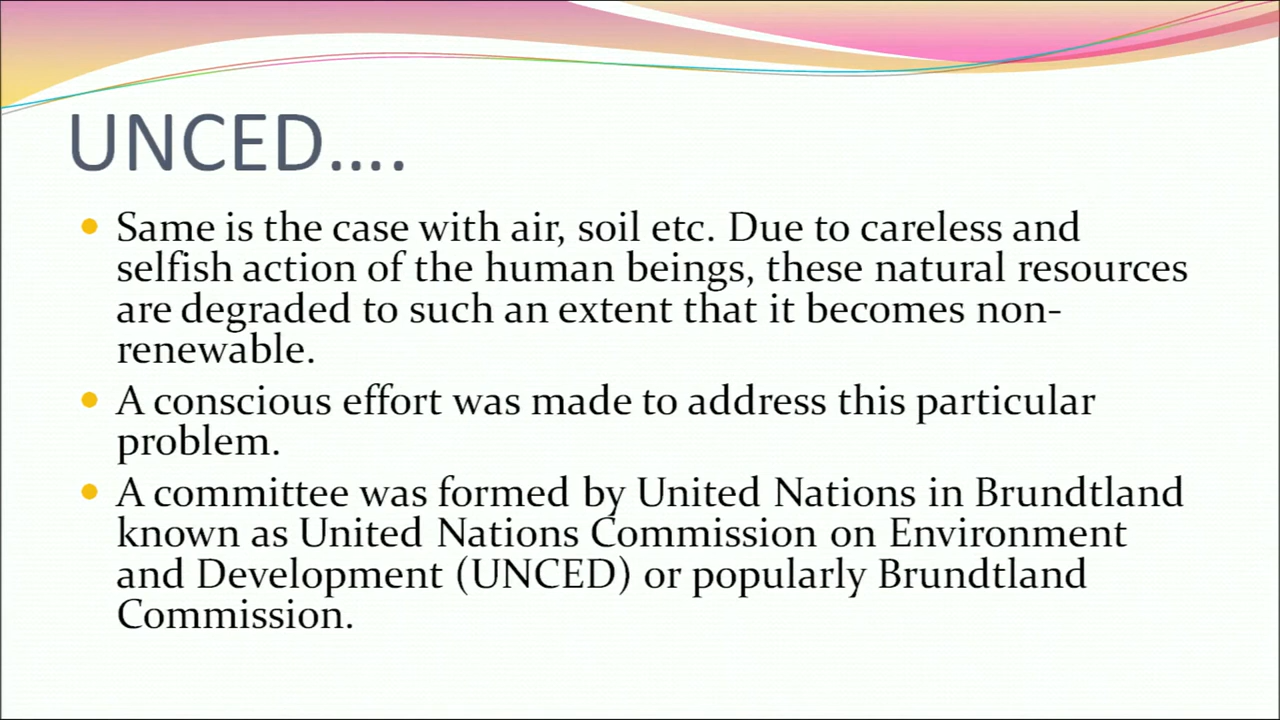 UNCED….
Same is the case with air, soil etc. Due to careless and
selfish action of the human beings, these natural resources
are degraded to such an extent that it becomes non-
renewable.
A conscious effort was made to address this particular
problem.
A committee was formed by United Nations in Brundtland
known as United Nations Commission on Environment
and Development (UNCED) or popularly Brundtland
Commission.